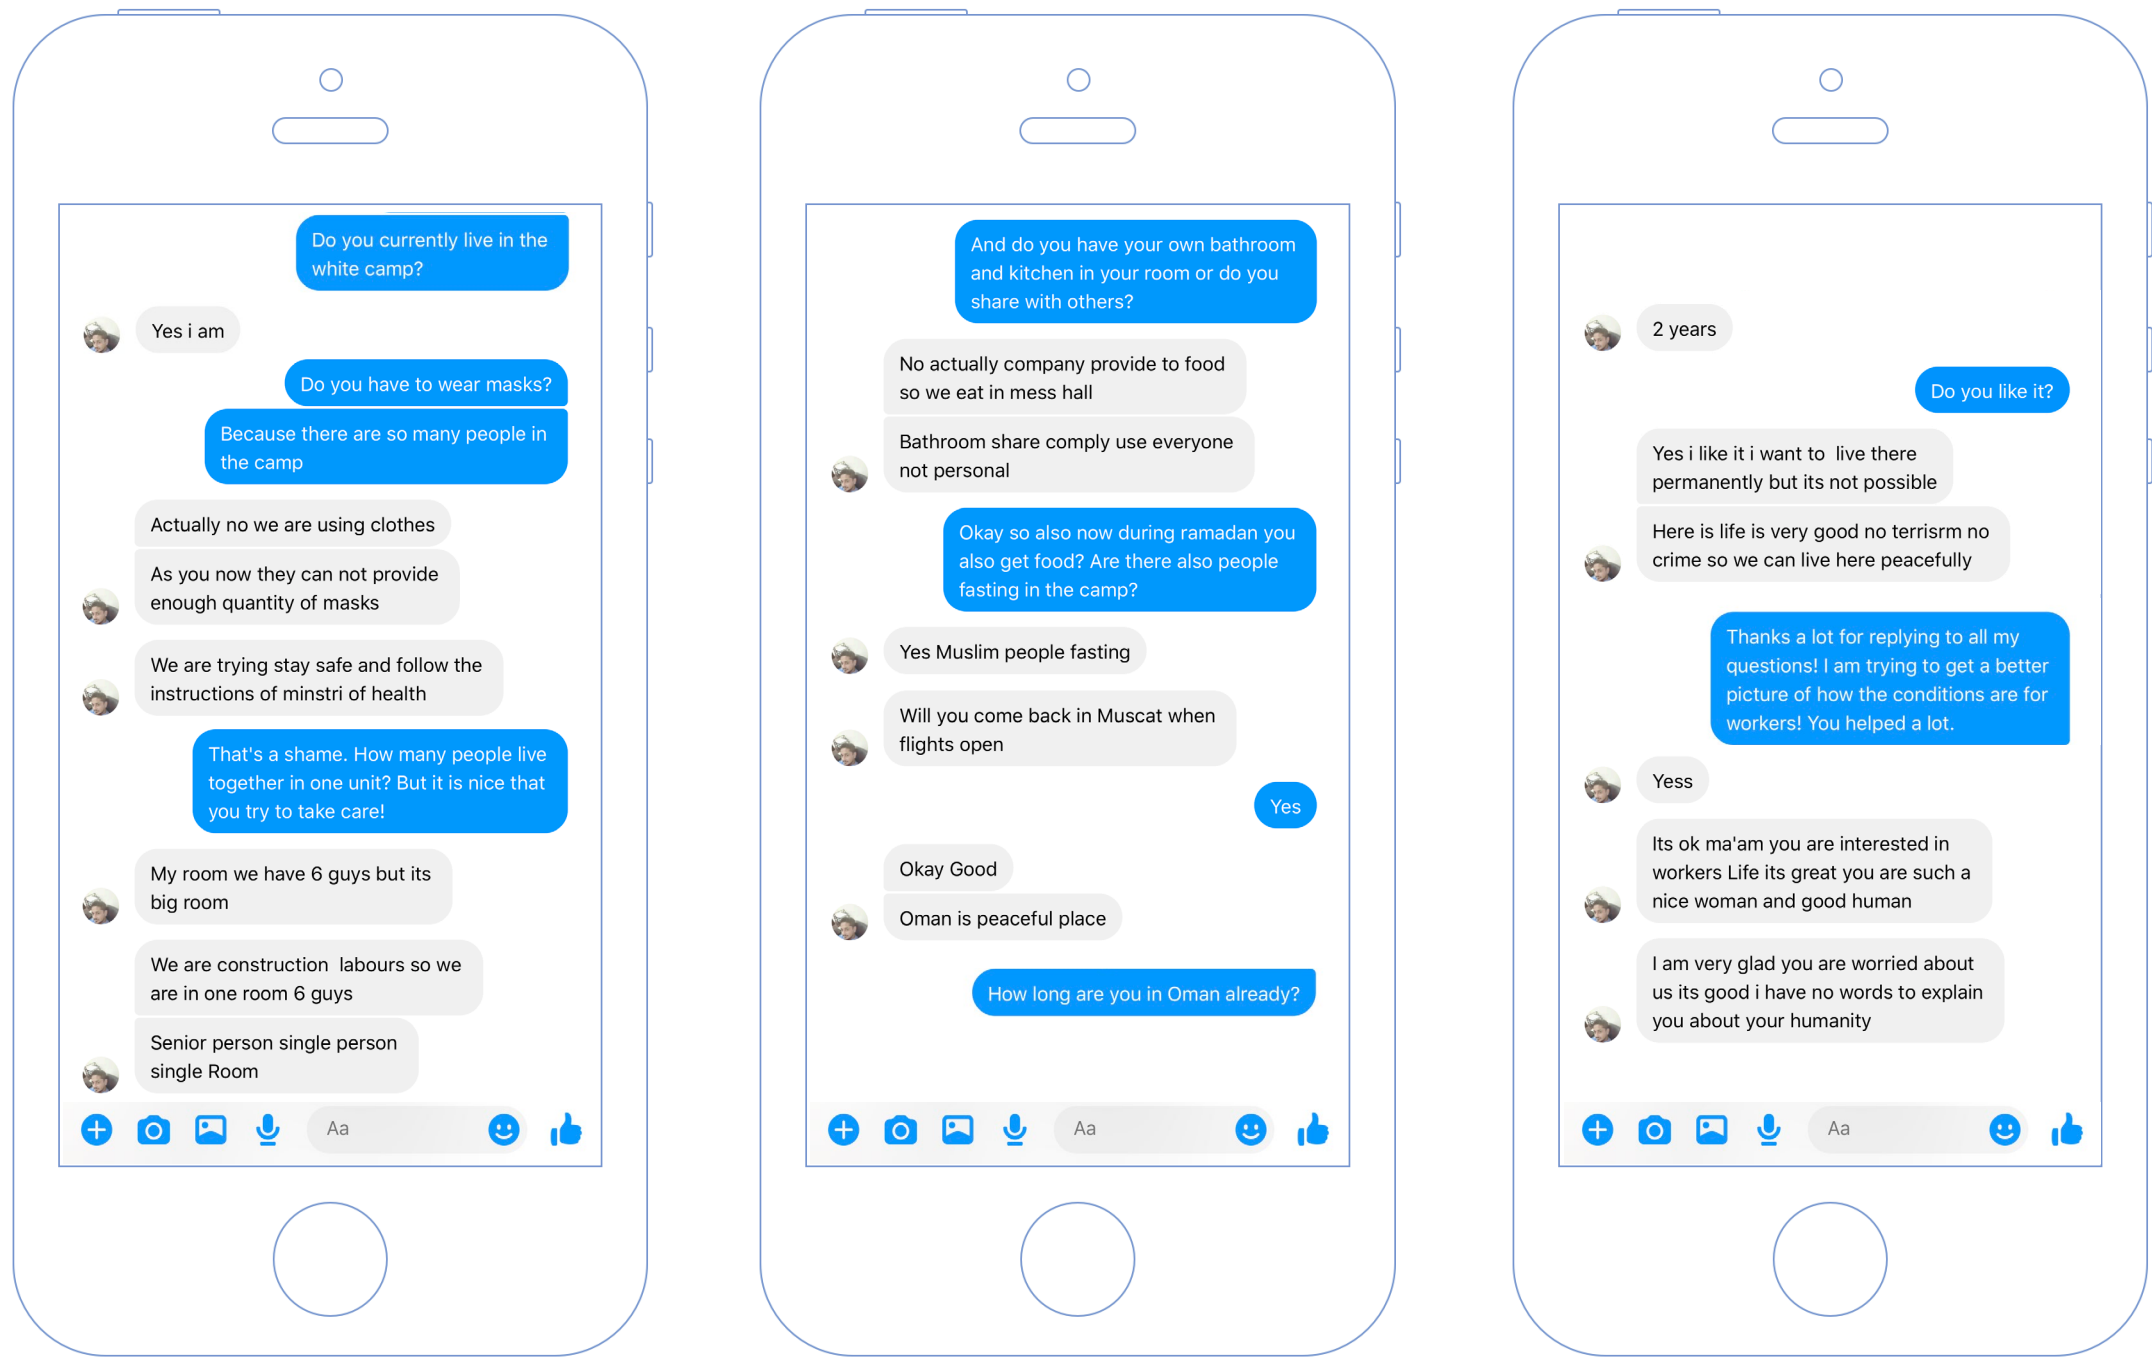 Do you currently live in the
white camp?
Yes i am
Do you have to wear masks?
Because there are so many people in
the camp
Actually no we are using clothes
As you now they can not provide
enough quantity of masks
We are trying stay safe and follow the
instructions of minstri of health
That's a shame. How many people live
together in one unit? But it is nice that
you try to take care!
My room we have 6 guys but its
big room
We are construction  labours so we
are in one room 6 guys
Senior person single person
single Room
Aa
And do you have your own bathroom
and kitchen in your room or do you
share with others?
No actually company provide to food
so we eat in mess hall
Bathroom share comply use everyone
not personal
Okay so also now during ramadan you
also get food? Are there also people
fasting in the camp?
Yes Muslim people fasting
Will you come back in Muscat when
flights open
Yes
Okay Good
Oman is peaceful place
How long are you in Oman already?
Aa
2 years
Do you like it?
Yes i like it i want to  live there
permanently but its not possible
Here is life is very good no terrisrm no
crime so we can live here peacefully
Thanks a lot for replying to all my
questions! I am trying to get a better
picture of how the conditions are for
workers! You helped a lot.
Yess
Its ok ma'am you are interested in
workers Life its great you are such a
nice woman and good human
I am very glad you are worried about
us its good i have no words to explain
you about your humanity
Aa